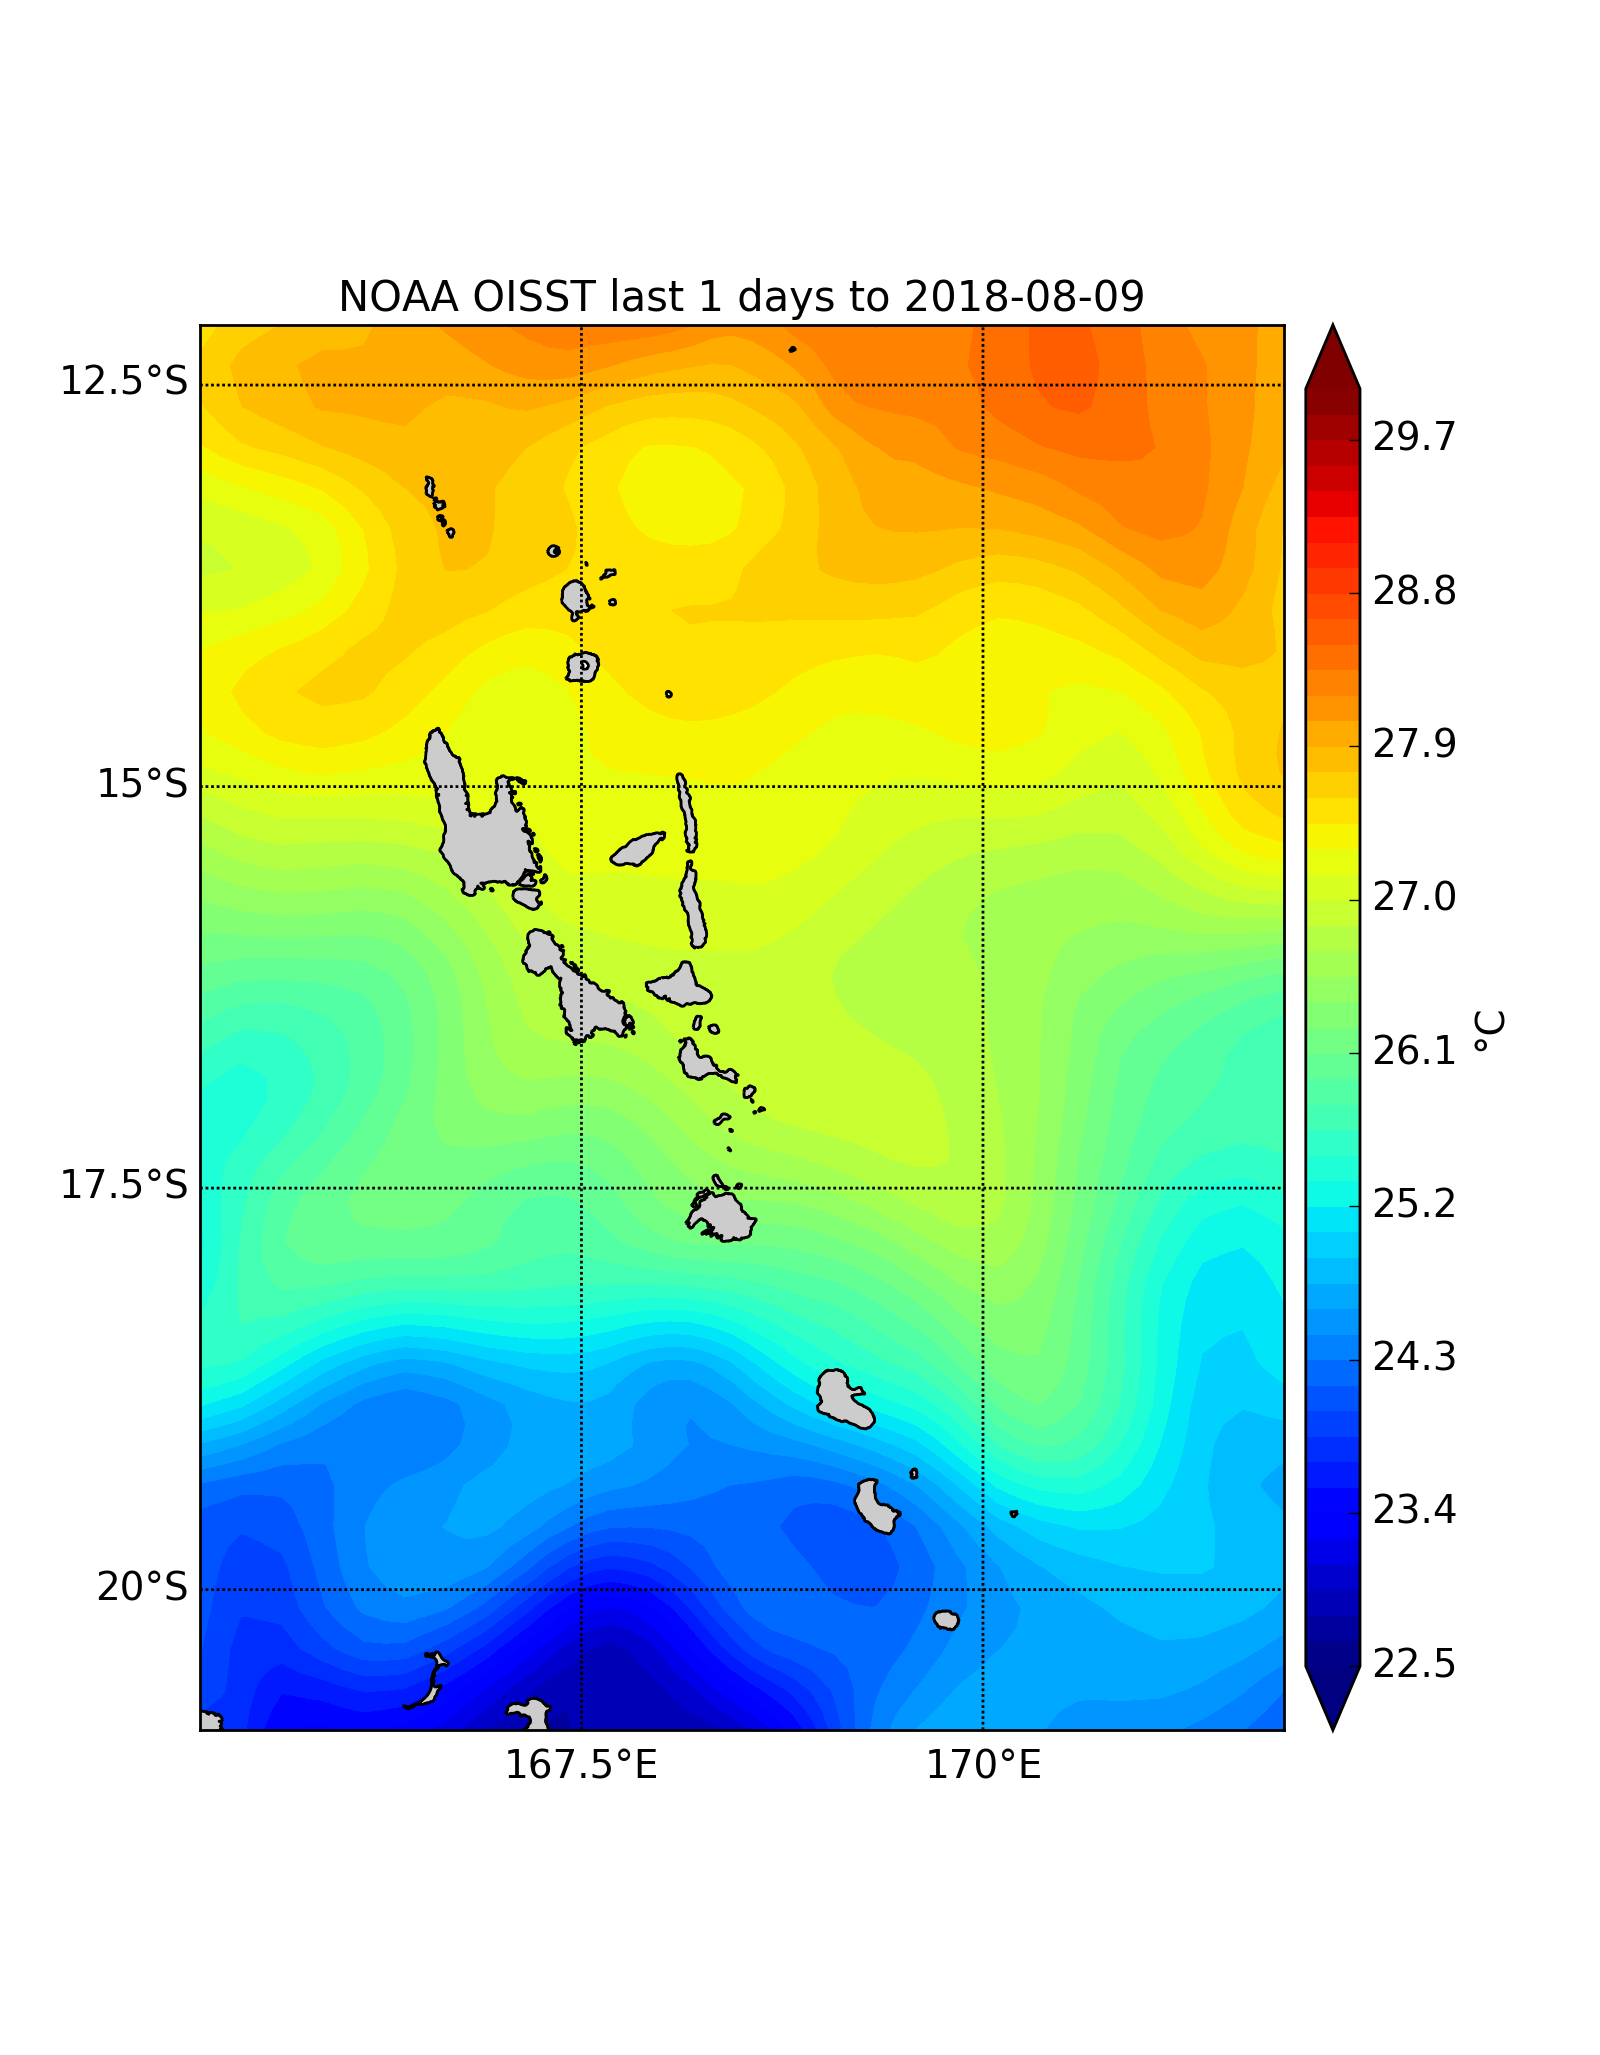 NOAA OISST last 1 days to 2018-08-09
12.5°S
15°S
17.5°S
20°S
167.5°E
170°E
29.7
28.8
27.9
27.0
26.1
25.2
24.3
23.4
22.5
°C